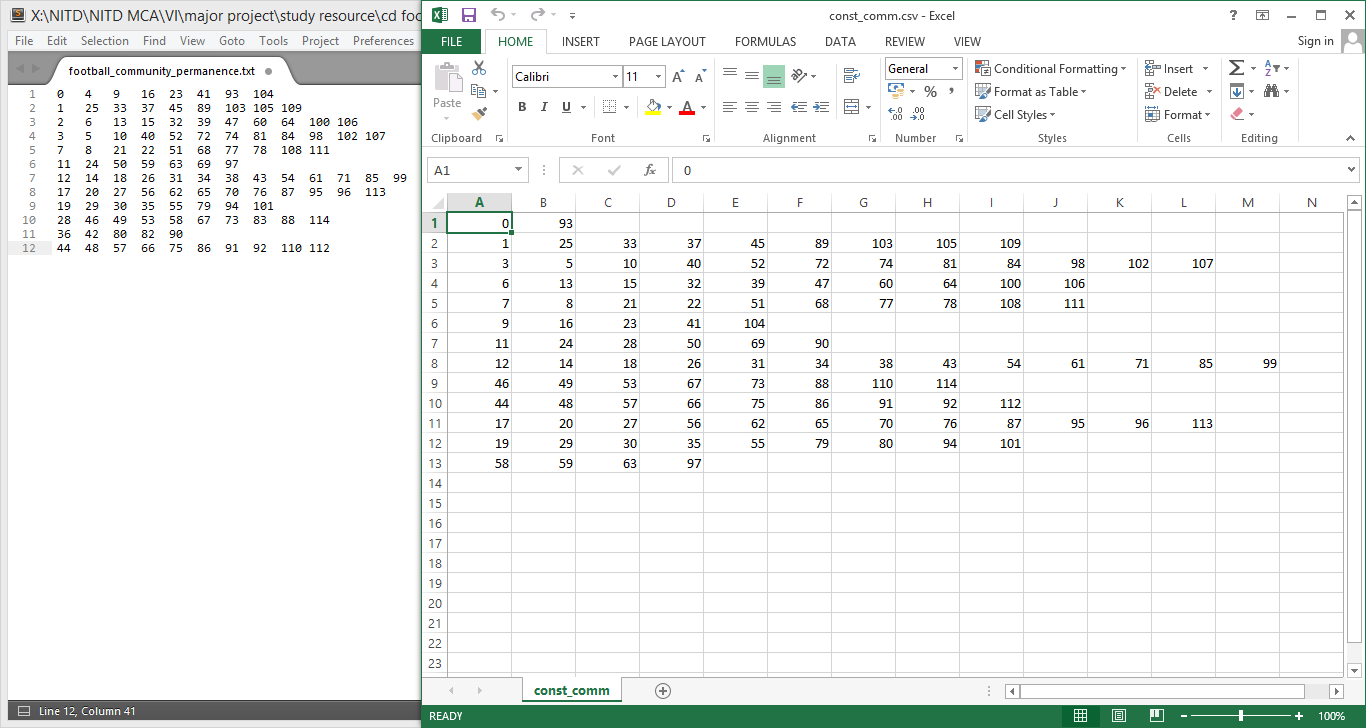 X:\NITD\NITD MCA\VI\major project\study resource\cd foo
File Edit Selection Find View Goto Tools Project Preferences
football_community_permanence.txt
1 0 4 9 16 23 41 93 104
2 1 25 33 37 45 89 103 105 109
3 2 6 13 15 32 39 47 60 64 100 106
4 3 5 10 40 52 72 74 81 84 98 102 107
5 7 8 21 22 51 68 77 78 108 111
6 11 24 50 59 63 69 97
7 12 14 18 26 31 34 38 43 54 61 71 85 99
8 17 20 27 56 62 65 70 76 87 95 96 113
9 19 29 30 35 55 79 94 101
10 28 46 49 53 58 67 73 83 88 114
11 36 42 80 82 90
12 44 48 57 66 75 86 91 92 110 112
Line 12, Column 41
const_comm.csv - Excel
?
Sign in
FILE HOME INSERT PAGE LAYOUT FORMULAS DATA REVIEW VIEW
Paste
Clipboard
Calibri 11 A A
B I U A
Font
Alignment
General
% ,
Number
Conditional Formatting
Format as Table
Cell Styles
Styles
Insert
Delete
Format
Cells
Editing
A1 fx 0
A B C D E F G H I J K L M N
1 0 93
2 1 25 33 37 45 89 103 105 109
3 3 5 10 40 52 72 74 81 84 98 102 107
4 6 13 15 32 39 47 60 64 100 106
5 7 8 21 22 51 68 77 78 108 111
6 9 16 23 41 104
7 11 24 28 50 69 90
8 12 14 18 26 31 34 38 43 54 61 71 85 99
9 46 49 53 67 73 88 110 114
10 44 48 57 66 75 86 91 92 112
11 17 20 27 56 62 65 70 76 87 95 96 113
12 19 29 30 35 55 79 80 94 101
13 58 59 63 97
14
15
16
17
18
19
20
21
22
23
const_comm
READY
100%